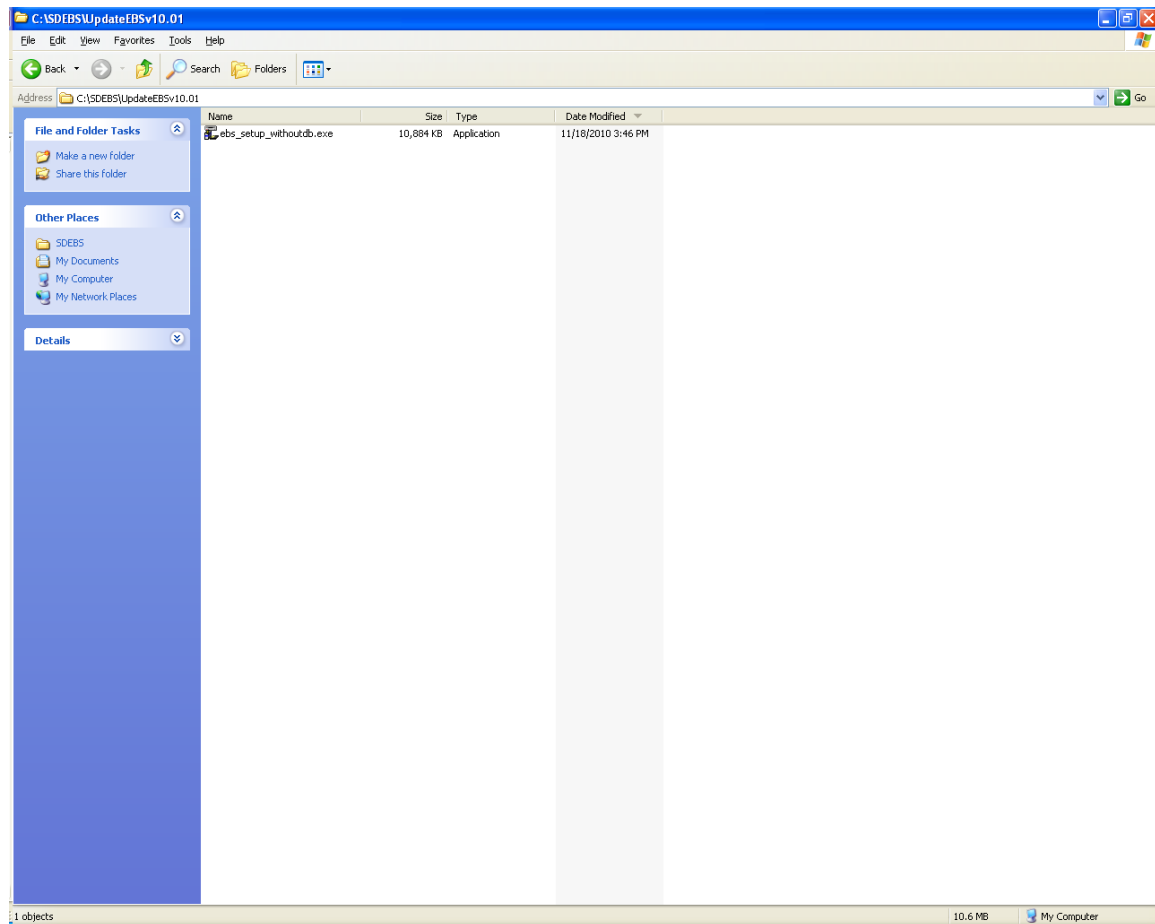 C:\SDEBS\UpdateEBSv10.01
File Edit View Favorites Tools Help
Back Search Folders
Address C:\SDEBS\UpdateEBSv10.01 Go
Name Size Type Date Modified
ebs_setup_withoutdb.exe 10,884 KB Application 11/18/2010 3:46 PM
File and Folder Tasks
Make a new folder
Share this folder
Other Places
SDEBS
My Documents
My Computer
My Network Places
Details
1 objects 10.6 MB My Computer